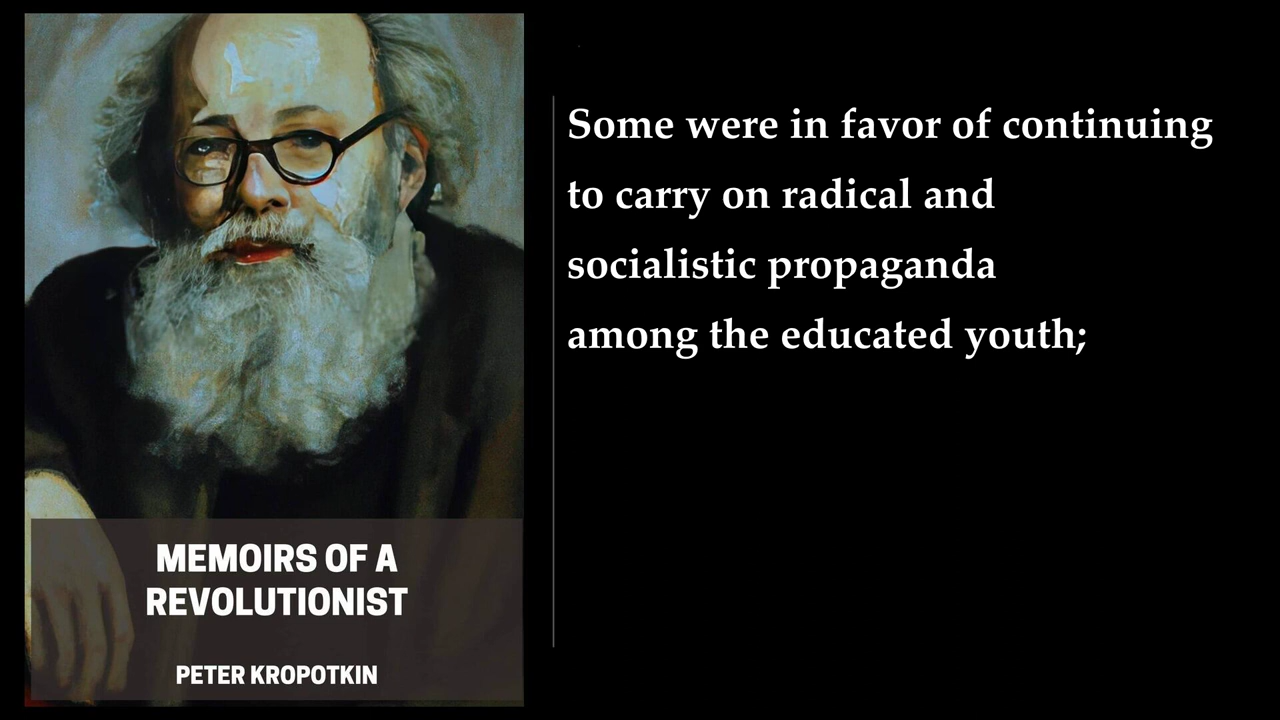 MEMOIRS OF A
REVOLUTIONIST
PETER KROPOTKIN
Some were in favor of continuing
to carry on radical and
socialistic propaganda
among the educated youth;